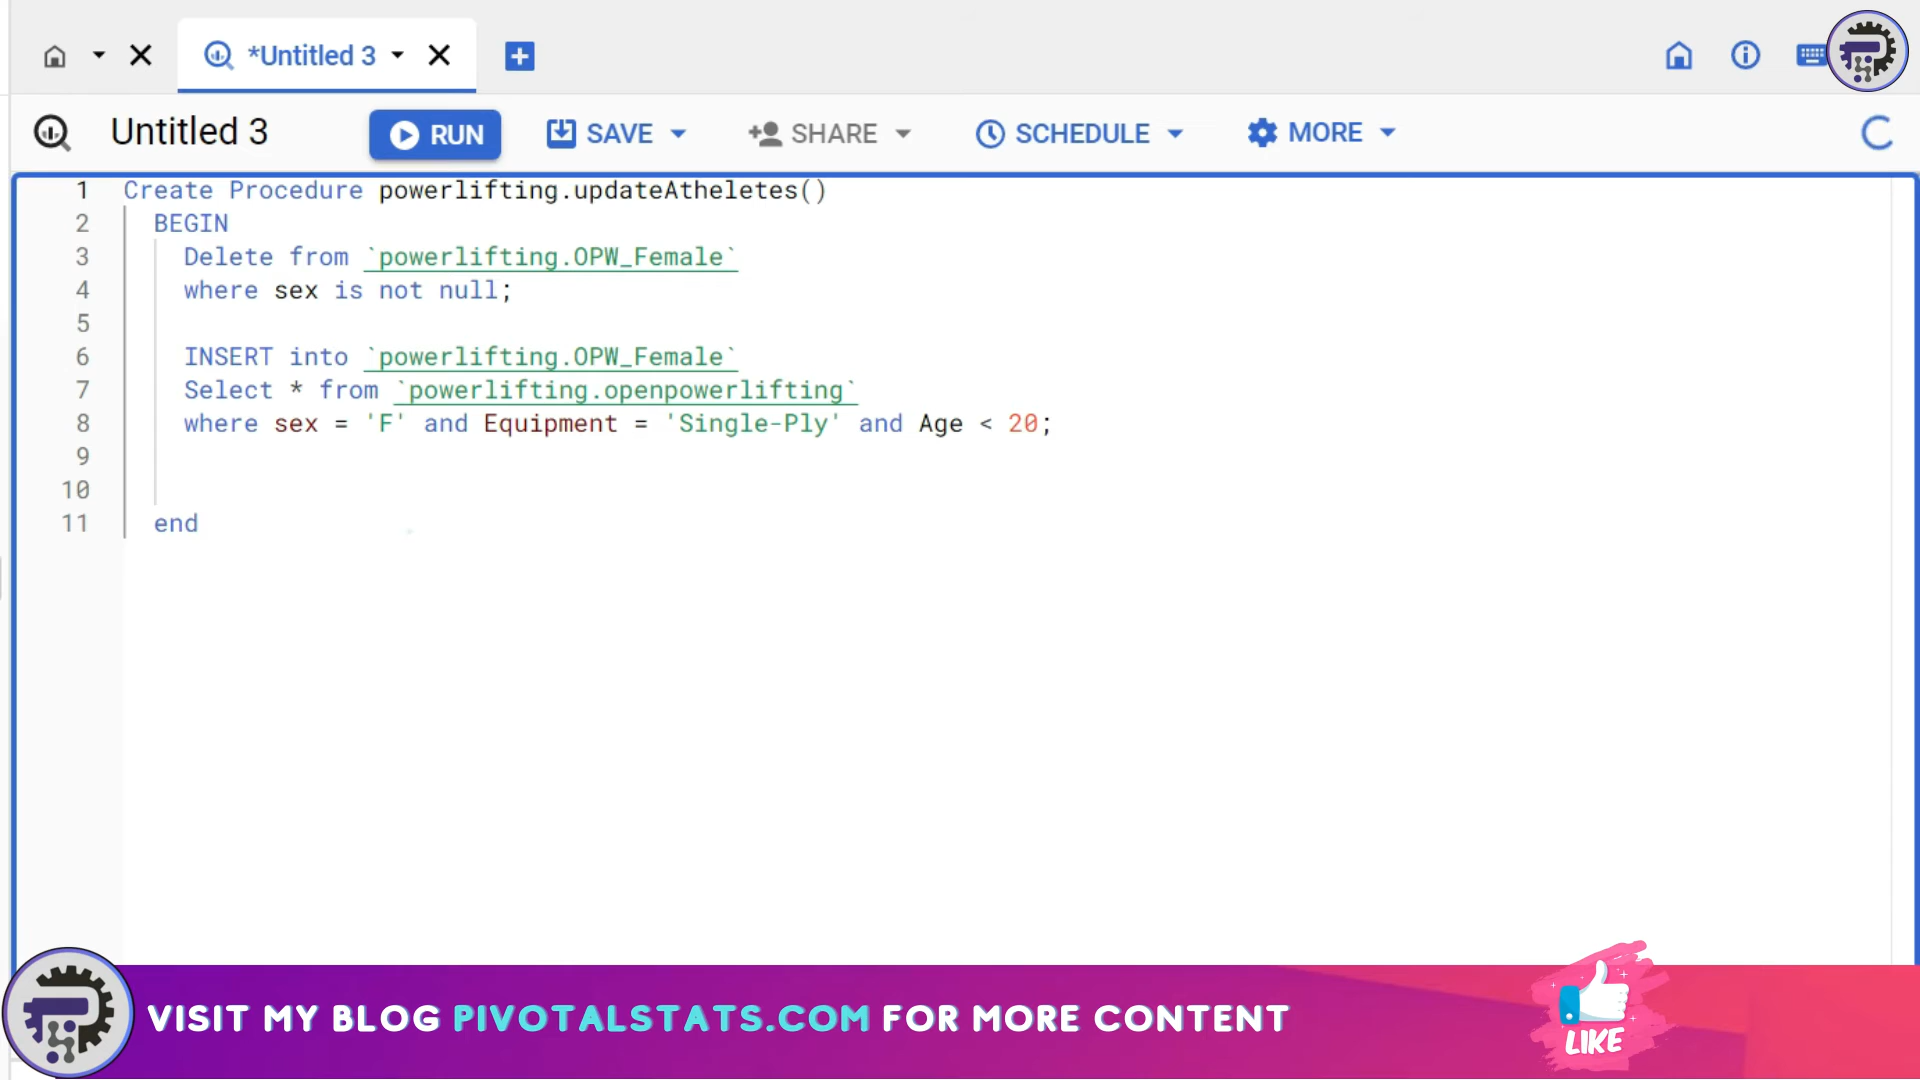 *Untitled 3
Untitled 3 RUN SAVE SHARE SCHEDULE MORE
1 Create Procedure powerlifting.updateAtheletes()
2 BEGIN
3 Delete from `powerlifting.OPW_Female`
4 where sex is not null;
5
6 INSERT into `powerlifting.OPW_Female`
7 Select * from `powerlifting.openpowerlifting`
8 where sex = 'F' and Equipment = 'Single-Ply' and Age < 20;
9
10
11 end
VISIT MY BLOG PIVOTALSTATS.COM FOR MORE CONTENT
LIKE